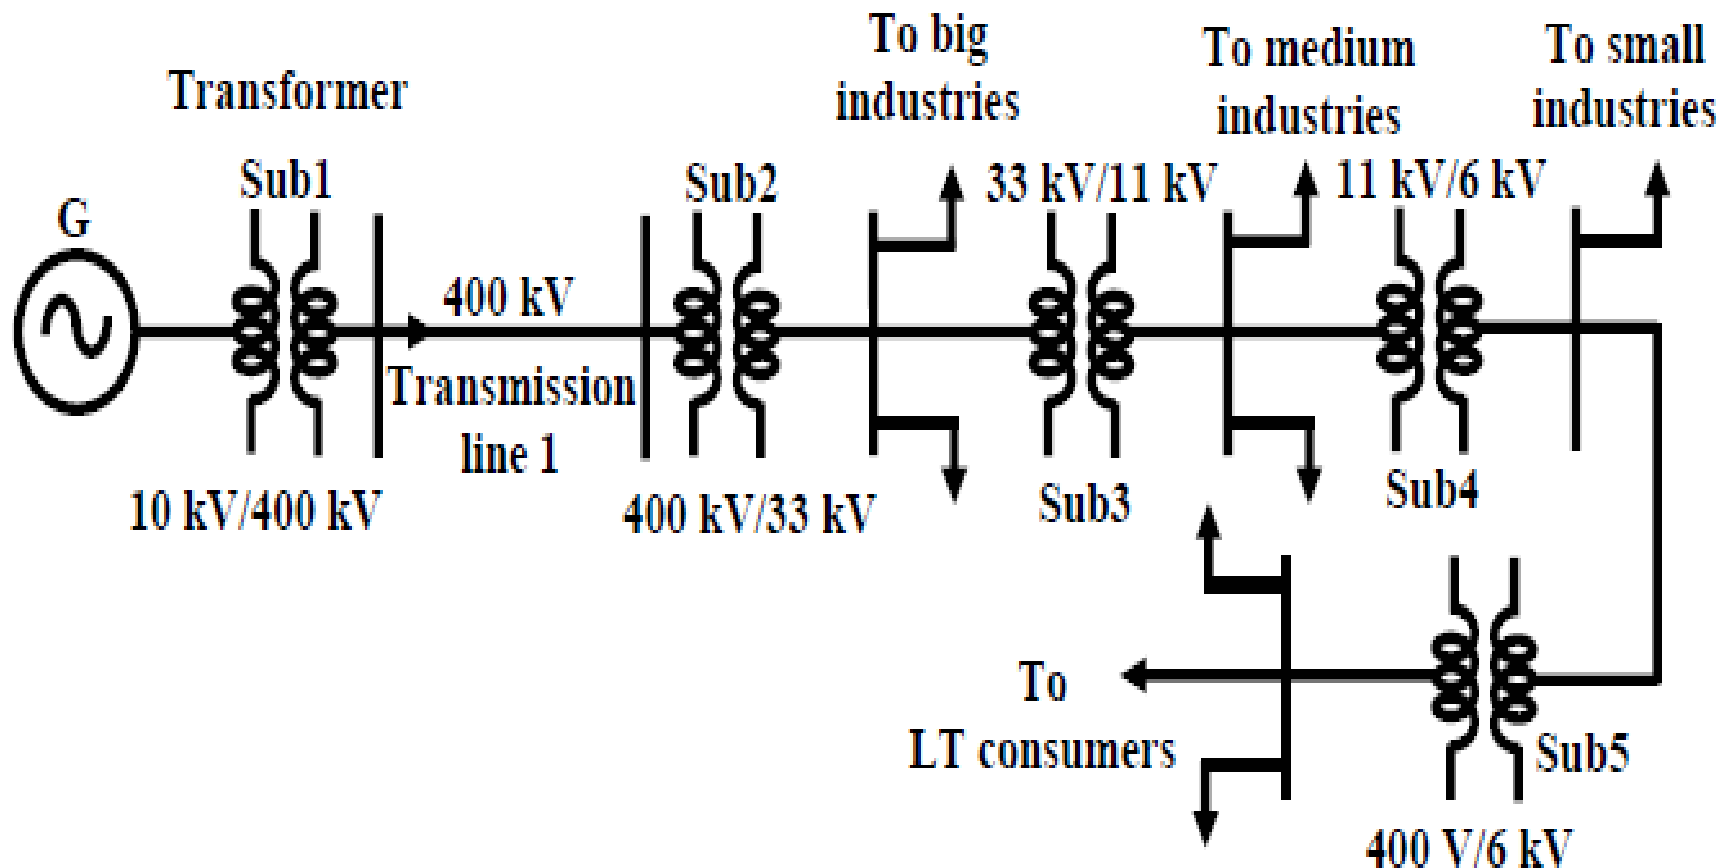 Transformer
Sub1
G
10 kV/400 kV
400 kV
Transmission
line 1
Sub2
400 kV/33 kV
To big
industries
33 kV/11 kV
Sub3
To medium
industries
11 kV/6 kV
Sub4
To small
industries
To
LT consumers
Sub5
400 V/6 kV